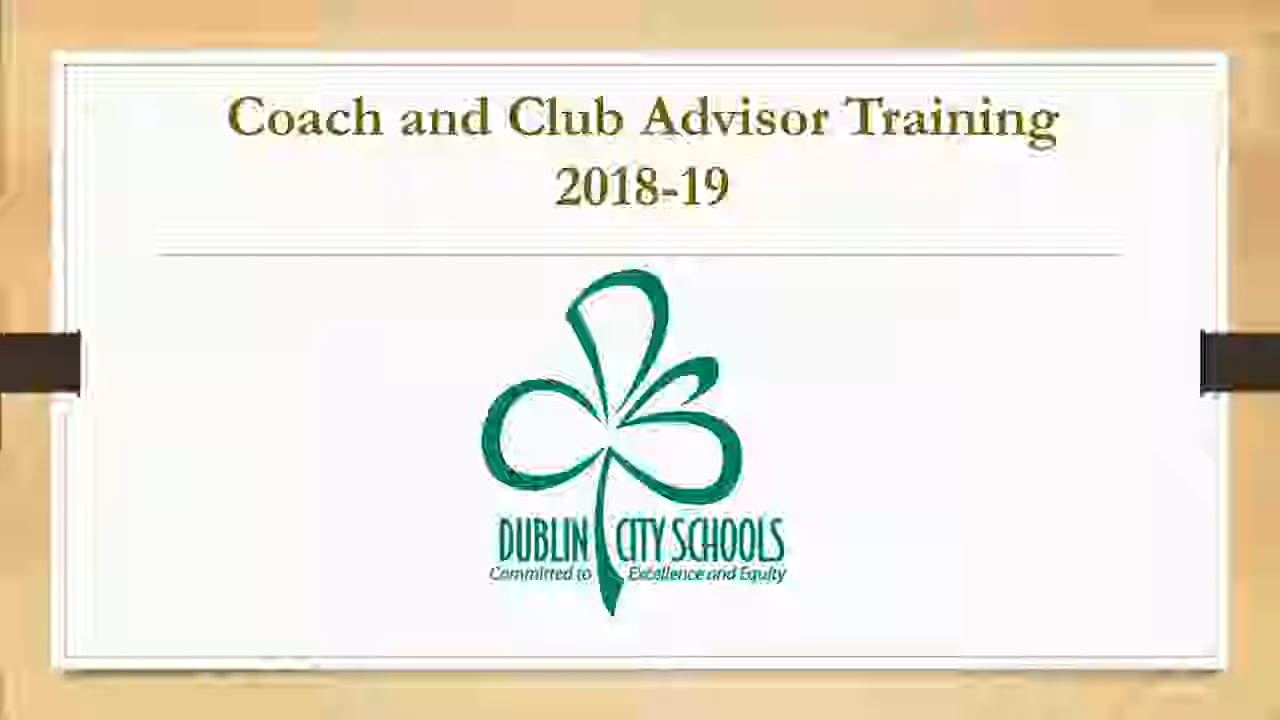 Coach and Club Advisor Training
2018-19
DUBLIN CITY SCHOOLS
Committed to Excellence and Equity